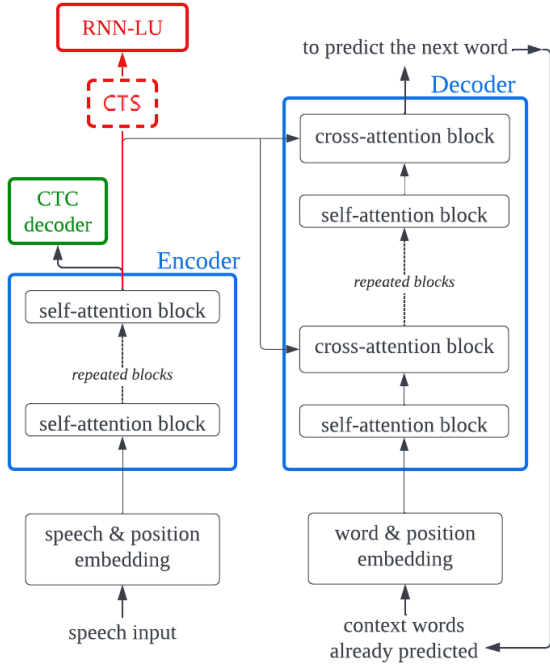 RNN-LU
CTS
CTC
decoder
Encoder
self-attention block
repeated blocks
self-attention block
speech & position
embedding
speech input
to predict the next word
Decoder
cross-attention block
self-attention block
repeated blocks
cross-attention block
self-attention block
word & position
embedding
context words
already predicted